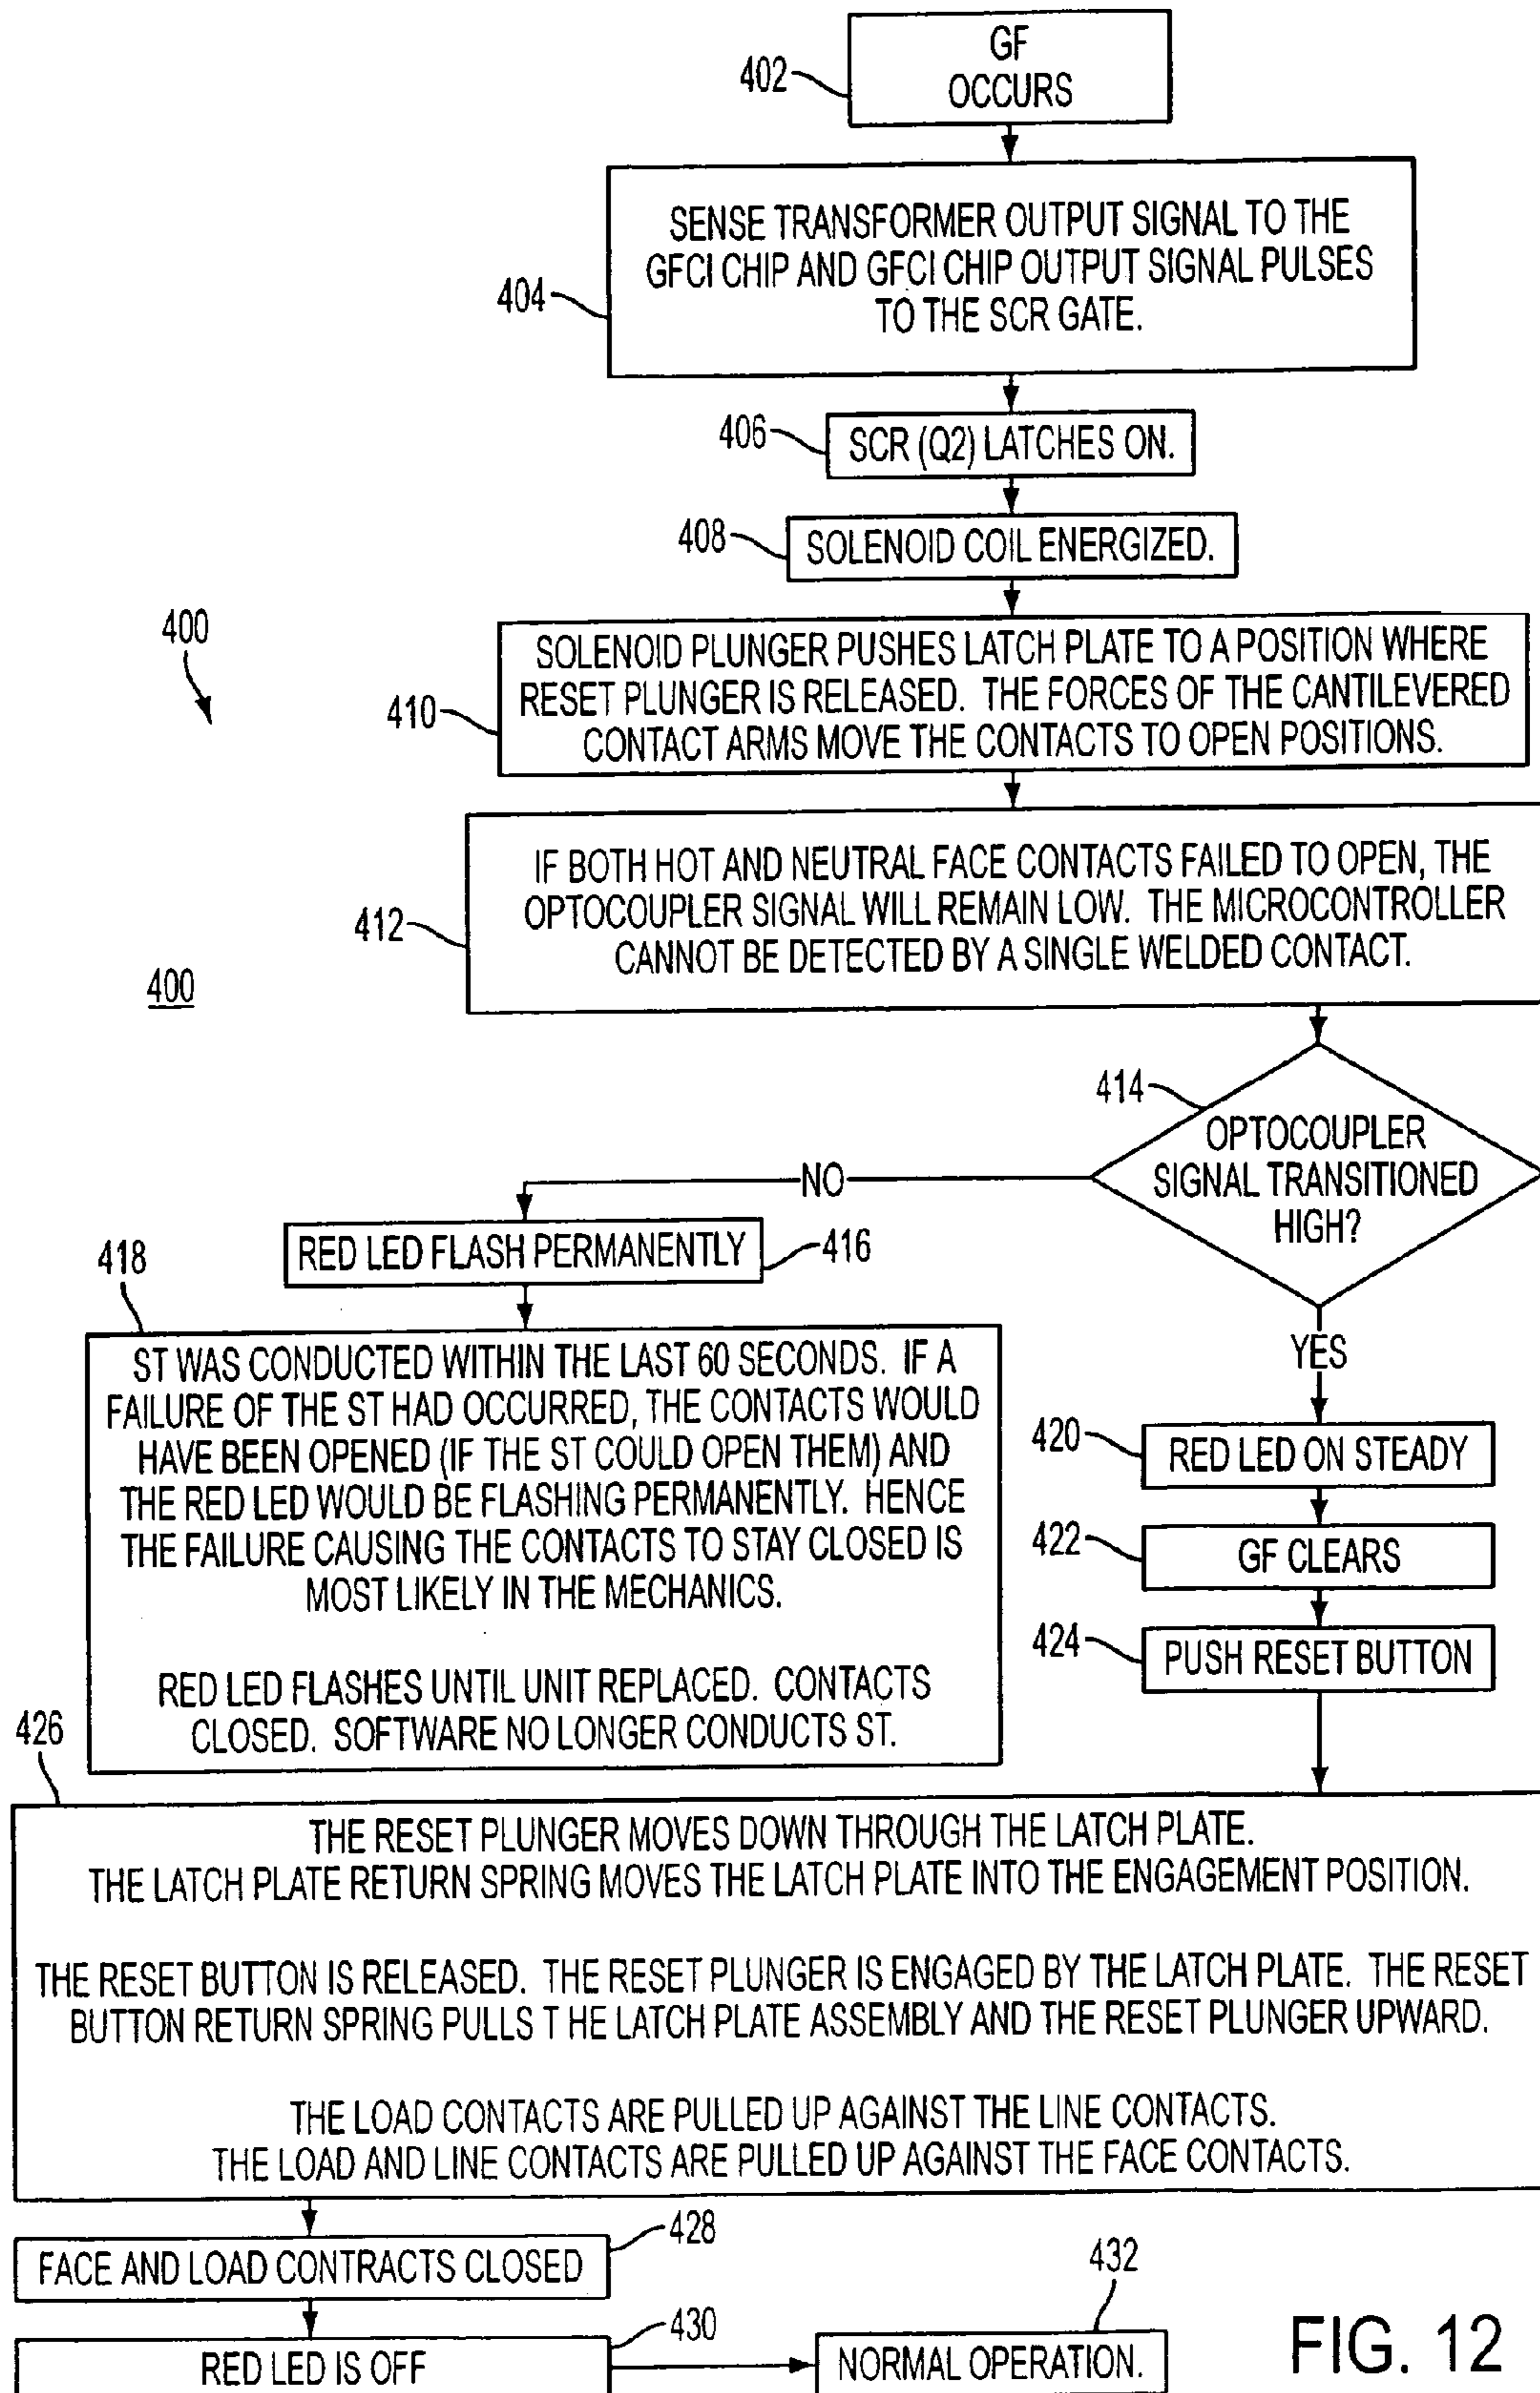 402
GF
OCCURS
404
SENSE TRANSFORMER OUTPUT SIGNAL TO THE
GFCI CHIP AND GFCI CHIP OUTPUT SIGNAL PULSES
TO THE SCR GATE.
406
SCR (Q2) LATCHES ON.
408
SOLENOID COIL ENERGIZED.
400
410
SOLENOID PLUNGER PUSHES LATCH PLATE TO A POSITION WHERE
RESET PLUNGER IS RELEASED. THE FORCES OF THE CANTILEVERED
CONTACT ARMS MOVE THE CONTACTS TO OPEN POSITIONS.
412
IF BOTH HOT AND NEUTRAL FACE CONTACTS FAILED TO OPEN, THE
OPTOCOUPLER SIGNAL WILL REMAIN LOW. THE MICROCONTROLLER
CANNOT BE DETECTED BY A SINGLE WELDED CONTACT.
400
414
OPTOCOUPLER
SIGNAL TRANSITIONED
HIGH?
NO
RED LED FLASH PERMANENTLY
416
418
ST WAS CONDUCTED WITHIN THE LAST 60 SECONDS. IF A
FAILURE OF THE ST HAD OCCURRED, THE CONTACTS WOULD
HAVE BEEN OPENED (IF THE ST COULD OPEN THEM) AND
THE RED LED WOULD BE FLASHING PERMANENTLY. HENCE
THE FAILURE CAUSING THE CONTACTS TO STAY CLOSED IS
MOST LIKELY IN THE MECHANICS.
RED LED FLASHES UNTIL UNIT REPLACED. CONTACTS
CLOSED. SOFTWARE NO LONGER CONDUCTS ST.
YES
420
RED LED ON STEADY
422
GF CLEARS
424
PUSH RESET BUTTON
426
THE RESET PLUNGER MOVES DOWN THROUGH THE LATCH PLATE.
THE LATCH PLATE RETURN SPRING MOVES THE LATCH PLATE INTO THE ENGAGEMENT POSITION.
THE RESET BUTTON IS RELEASED. THE RESET PLUNGER IS ENGAGED BY THE LATCH PLATE. THE RESET
BUTTON RETURN SPRING PULLS T HE LATCH PLATE ASSEMBLY AND THE RESET PLUNGER UPWARD.
THE LOAD CONTACTS ARE PULLED UP AGAINST THE LINE CONTACTS.
THE LOAD AND LINE CONTACTS ARE PULLED UP AGAINST THE FACE CONTACTS.
FACE AND LOAD CONTRACTS CLOSED
428
RED LED IS OFF
430
432
NORMAL OPERATION.
FIG. 12